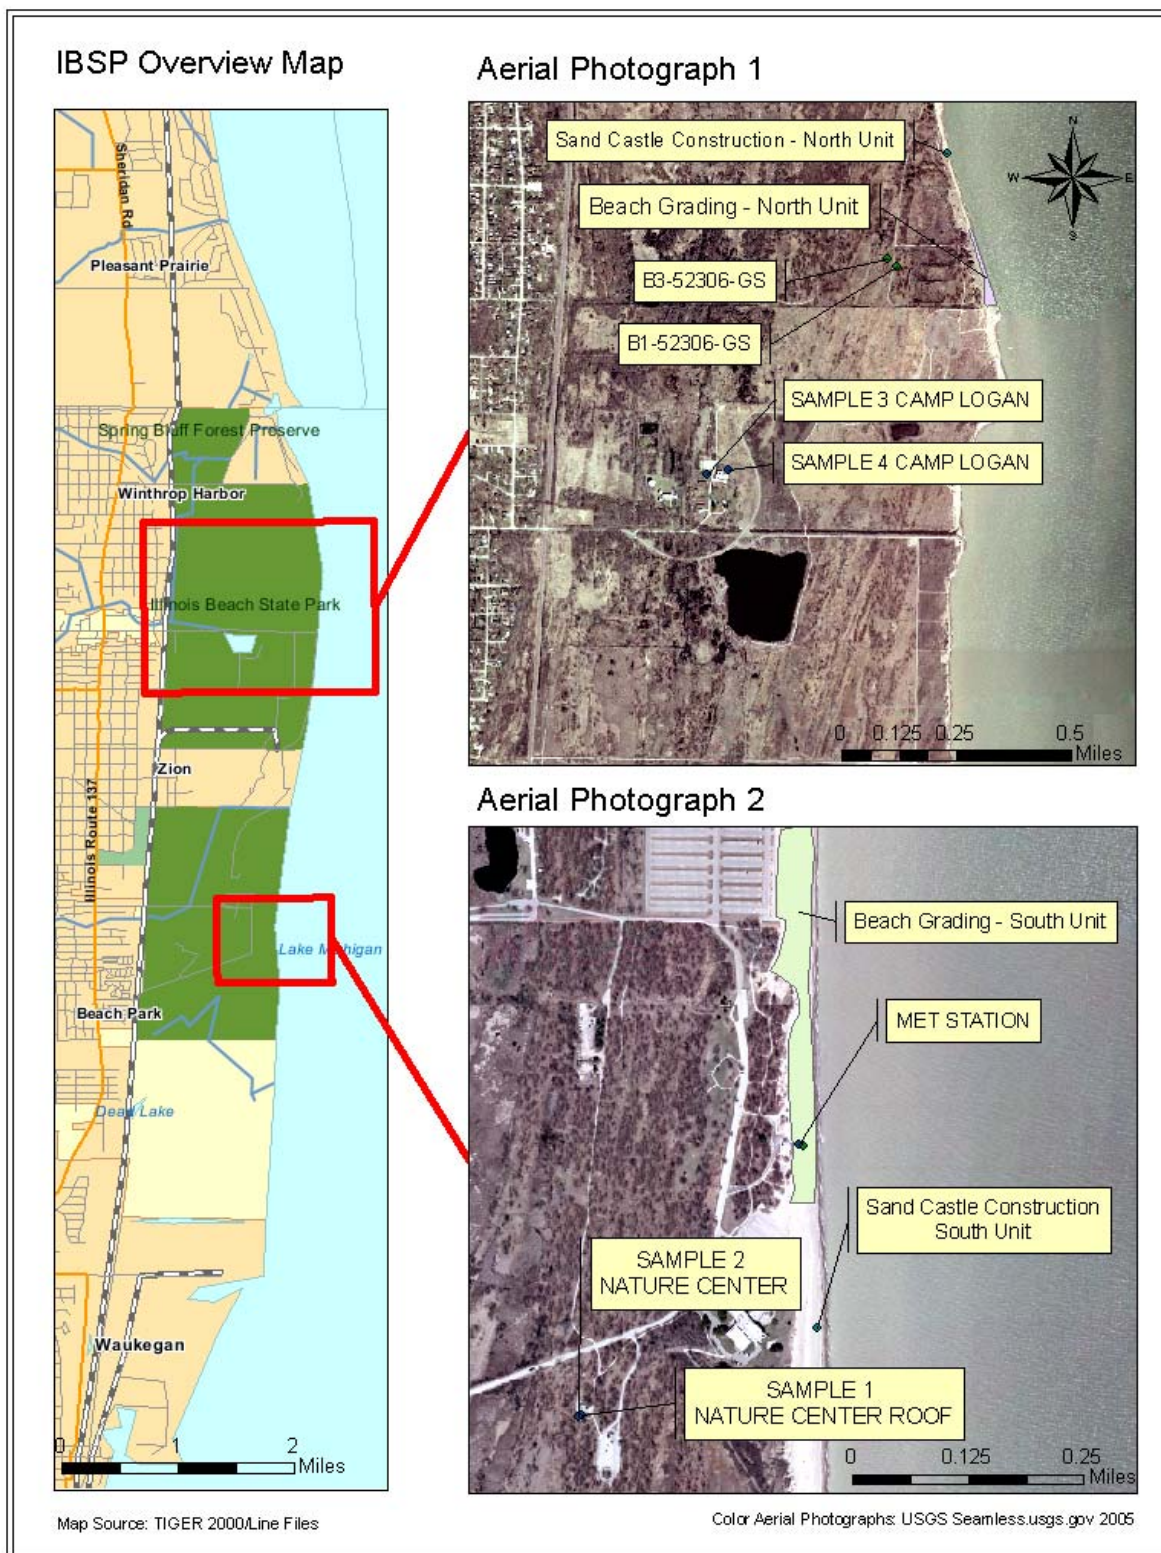 IBSP Overview Map
Sheridan Rd
Pleasant Prairie
Spring Bluff Forest Preserve
Winthrop Harbor
Illinois Beach State Park
Zion
Illinois Route 137
Lake Michigan
Beach Park
Dead Lake
Waukegan
0 1 2
Miles
Map Source: TIGER 2000/Line Files
Aerial Photograph 1
Sand Castle Construction - North Unit
N
W E
S
Beach Grading - North Unit
B3-52306-GS
B1-52306-GS
SAMPLE 3 CAMP LOGAN
SAMPLE 4 CAMP LOGAN
0 0.125 0.25 0.5
Miles
Aerial Photograph 2
Beach Grading - South Unit
MET STATION
Sand Castle Construction
South Unit
SAMPLE 2
NATURE CENTER
SAMPLE 1
NATURE CENTER ROOF
0 0.125 0.25
Miles
Color Aerial Photographs: USGS Seamless.usgs.gov 2005